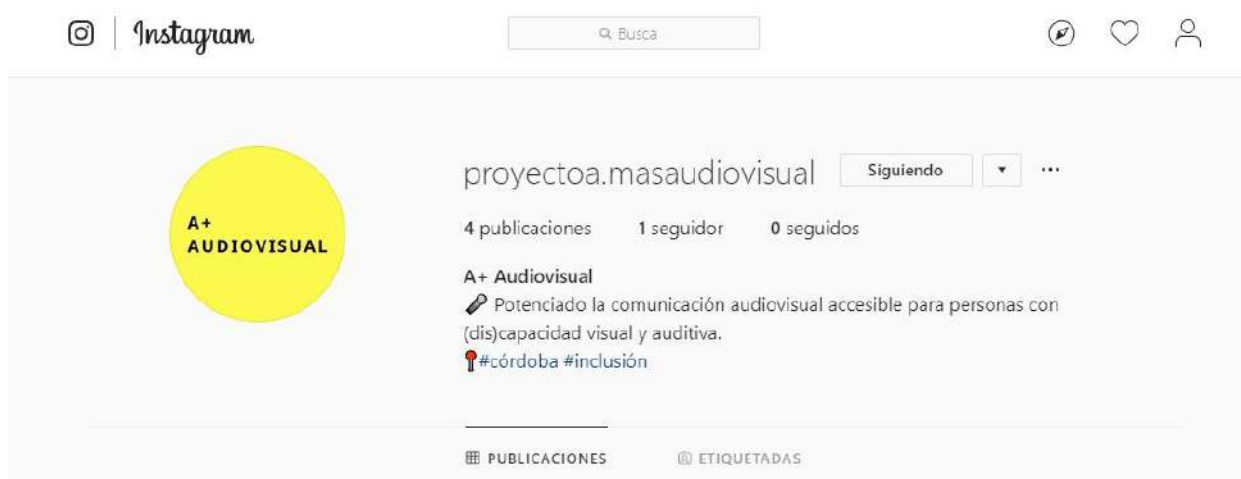 Instagram
Busca
proyectoa.masaudiovisual Siguiendo
4 publicaciones 1 seguidor 0 seguidos
A+
AUDIOVISUAL
A+ Audiovisual
Potenciado la comunicación audiovisual accesible para personas con
(dis)capacidad visual y auditiva.
#córdoba #inclusión
PUBLICACIONES ETIQUETADAS